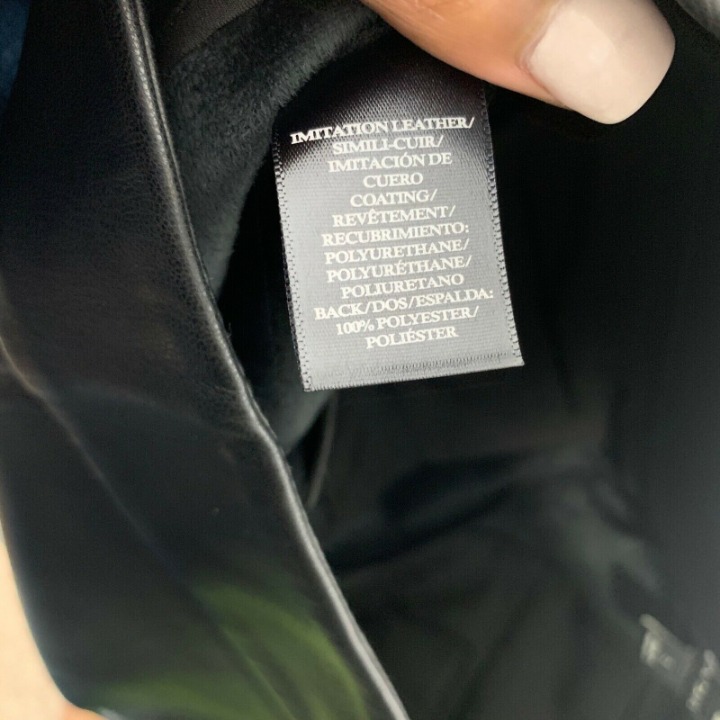 IMITATION LEATHER/
SIMILI-CUIR/
IMITACIÓN DE
CUERO
COATING/
REVÊTEMENT/
RECUBRIMIENTO:
POLYURETHANE/
POLYURÉTHANE/
POLIURETANO
BACK/DOS/ESPALDA:
100% POLYESTER/
POLIÉSTER